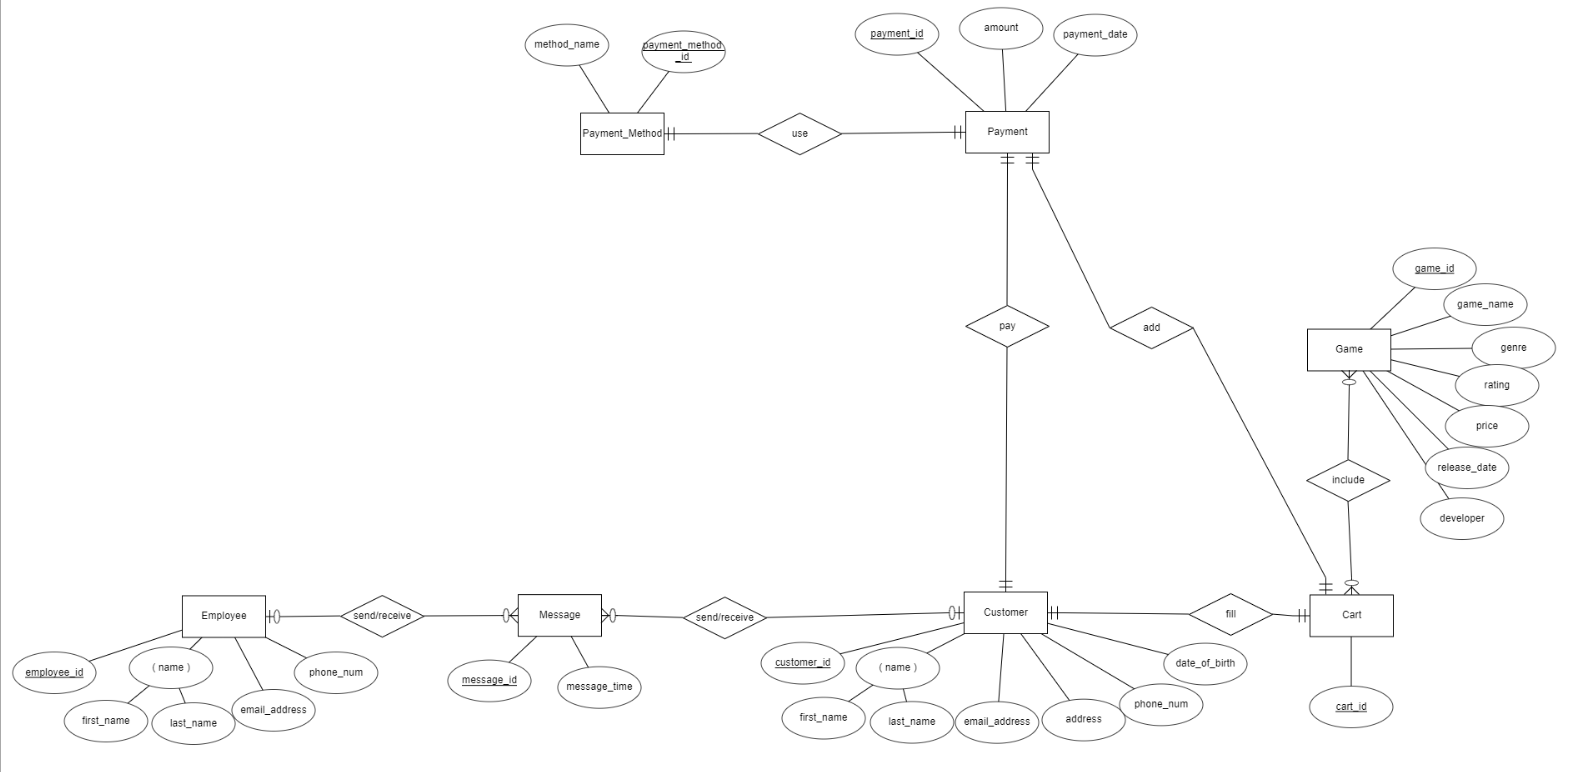 method_name
payment_method
_id
payment_id
amount
payment_date
Payment_Method
use
Payment
game_id
game_name
pay
add
Game
genre
rating
price
release_date
include
developer
Employee
send/receive
Message
send/receive
Customer
fill
Cart
employee_id
( name )
phone_num
message_id
message_time
customer_id
( name )
date_of_birth
first_name
last_name
email_address
first_name
last_name
email_address
address
phone_num
cart_id